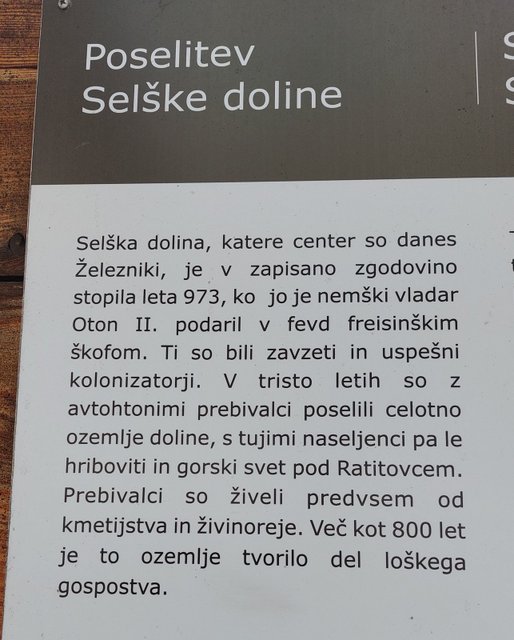 Poselitev
Selške doline
Selška dolina, katere center so danes
Železniki, je v zapisano zgodovino
stopila leta 973, ko jo je nemški vladar
Oton II. podaril v fevd freisinškim
škofom. Ti so bili zavzeti in uspešni
kolonizatorji. V tristo letih so z
avtohtonimi prebivalci poselili celotno
ozemlje doline, s tujimi naseljenci pa le
hriboviti in gorski svet pod Ratitovcem.
Prebivalci so živeli predvsem od
kmetijstva in živinoreje. Več kot 800 let
je to ozemlje tvorilo del loškega
gospostva.